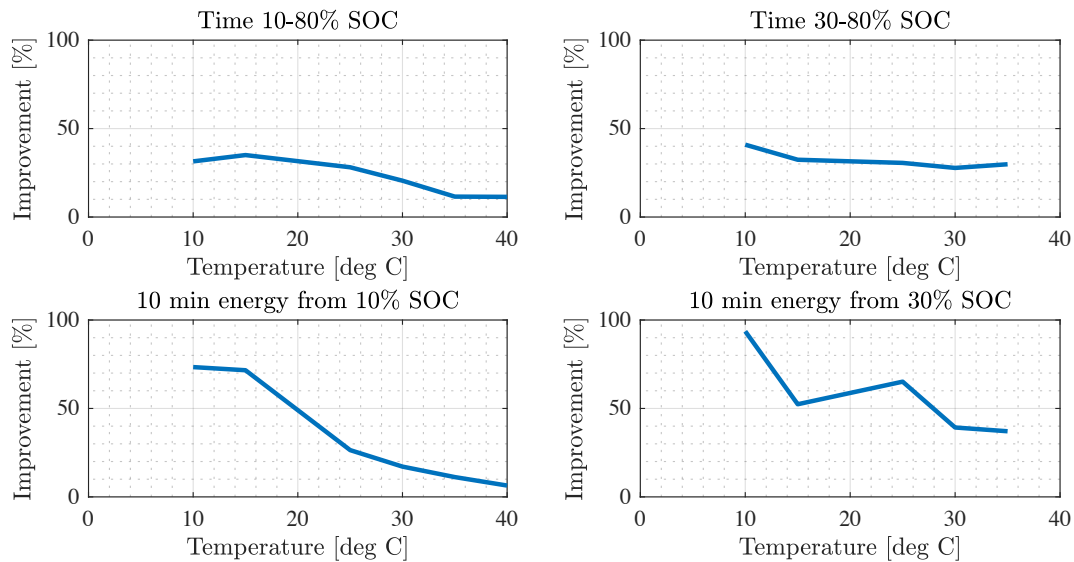 Time 10-80% SOC
100
50
0
Improvement [%]
0 10 20 30 40
Temperature [deg C]
Time 30-80% SOC
100
50
0
Improvement [%]
0 10 20 30 40
Temperature [deg C]
10 min energy from 10% SOC
100
50
0
Improvement [%]
0 10 20 30 40
Temperature [deg C]
10 min energy from 30% SOC
100
50
0
Improvement [%]
0 10 20 30 40
Temperature [deg C]